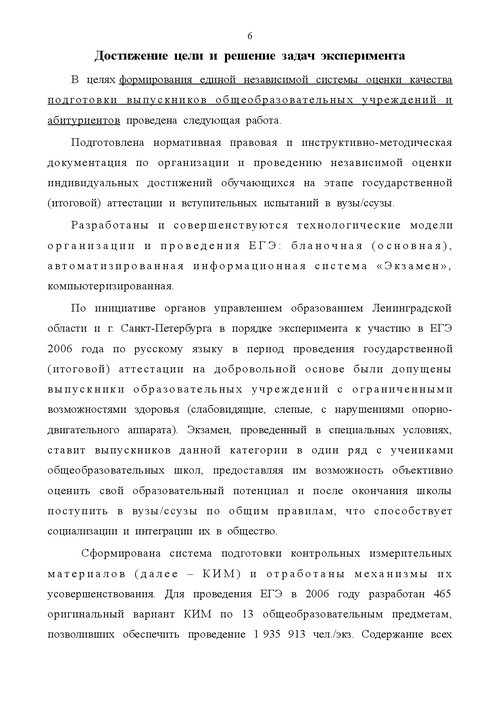 6
Достижение цели и решение задач эксперимента
В целях формирования единой независимой системы оценки качества
подготовки выпускников общеобразовательных учреждений и
абитуриентов проведена следующая работа.
Подготовлена нормативная правовая и инструктивно-методическая
документация по организации и проведению независимой оценки
индивидуальных достижений обучающихся на этапе государственной
(итоговой) аттестации и вступительных испытаний в вузы/ссузы.
Разработаны и совершенствуются технологические модели
организации и проведения ЕГЭ: бланочная (основная),
автоматизированная информационная система «Экзамен»,
компьютеризированная.
По инициативе органов управлением образованием Ленинградской
области и г. Санкт-Петербурга в порядке эксперимента к участию в ЕГЭ
2006 года по русскому языку в период проведения государственной
(итоговой) аттестации на добровольной основе были допущены
выпускники образовательных учреждений с ограниченными
возможностями здоровья (слабовидящие, слепые, с нарушениями опорно-
двигательного аппарата). Экзамен, проведенный в специальных условиях,
ставит выпускников данной категории в один ряд с учениками
общеобразовательных школ, предоставляя им возможность объективно
оценить свой образовательный потенциал и после окончания школы
поступить в вузы/ссузы по общим правилам, что способствует
социализации и интеграции их в общество.
Сформирована система подготовки контрольных измерительных
материалов (далее – КИМ) и отработаны механизмы их
усовершенствования. Для проведения ЕГЭ в 2006 году разработан 465
оригинальный вариант КИМ по 13 общеобразовательным предметам,
позволивших обеспечить проведение 1 935 913 чел./экз. Содержание всех